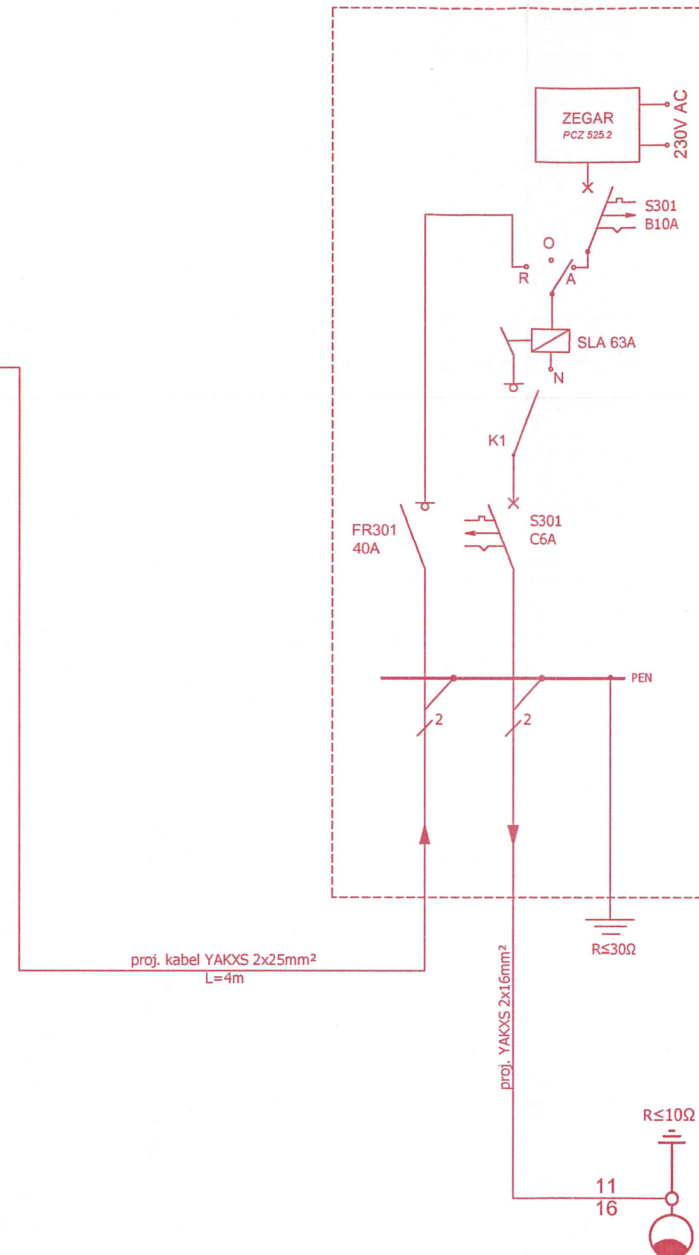 ZEGAR
PCZ 525.2
230V AC
S301
B10A
O
R
A
SLA 63A
N
K1
FR301
40A
S301
C6A
PEN
2
2
R≤30Ω
proj. kabel YAKXS 2x25mm²
L=4m
proj. YAKXS 2x16mm²
R≤10Ω
11
16